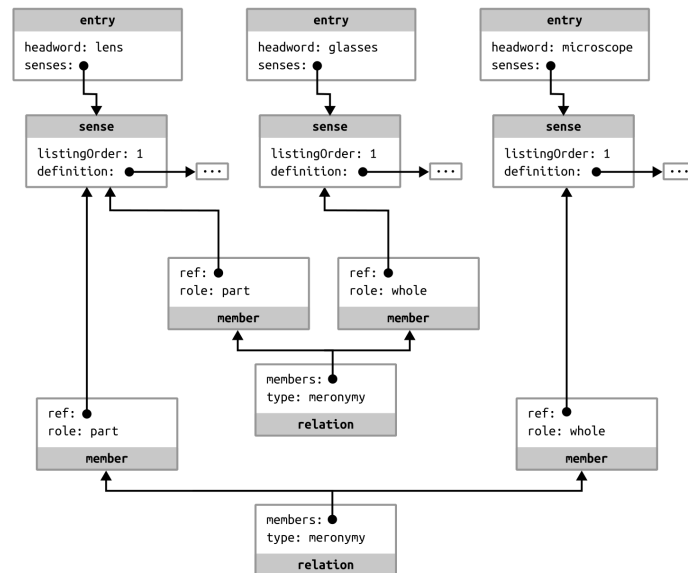 entry
headword: lens
senses:
entry
headword: glasses
senses:
entry
headword: microscope
senses:
sense
listingOrder: 1
definition:
...
sense
listingOrder: 1
definition:
...
sense
listingOrder: 1
definition:
...
ref:
role: part
member
ref:
role: whole
member
members:
type: meronymy
relation
ref:
role: part
member
ref:
role: whole
member
members:
type: meronymy
relation